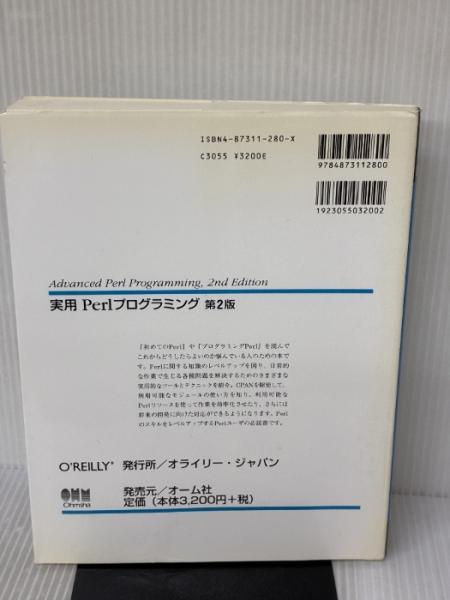 ISBN4-87311-280-X
C3055 ¥3200E
9784873112800
1923055032002
Advanced Perl Programming, 2nd Edition
実用 Perlプログラミング 第2版
『初めてのPerl』や『プログラミングPerl』を読んで
これからどうしたらよいのか悩んでいる人のための本で
す。Perlに関する知識のレベルアップを図り、日常的
な作業で生じる各種問題を解決するためのさまざまな
実用的なツールとテクニックを紹介。CPANを駆使して、
無用可能なモジュールの使い方を知り、利用可能な
Perlリソースを使って作業を効率化させたり、さらには
将来の開発に向けた対応ができるようになります。Perl
のスキルをレベルアップするPerlユーザの必読書です。
O'REILLY® 発行所／オライリー・ジャパン
Ohmsha
発売元／オーム社
定価（本体3,200円＋税）